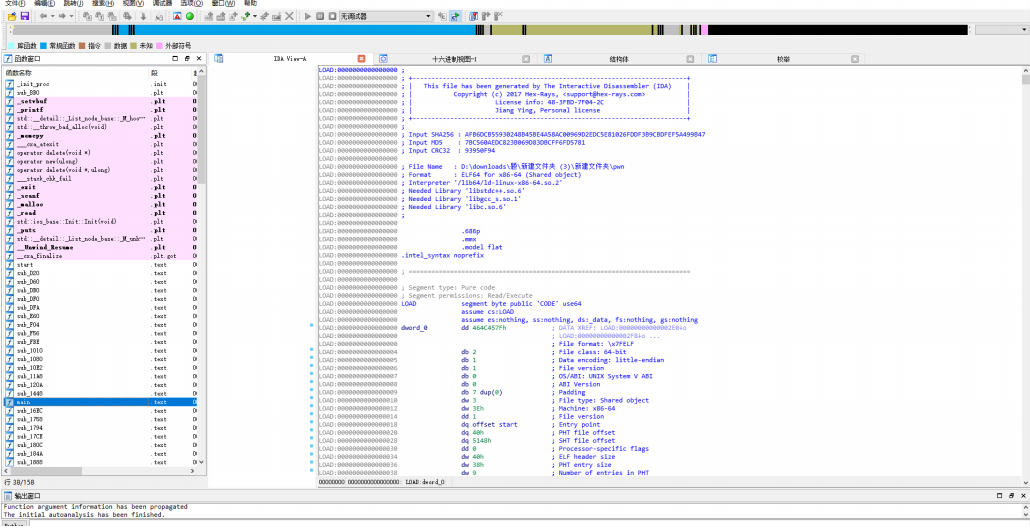 文件(F) 编辑(E) 跳转(J) 搜索(H) 视图(V) 调试器 选项(O) 窗口(W) 帮助
无调试器
库函数 常规函数 指令 数据 未知 外部符号
函数窗口 IDA View-A 十六进制视图-1 结构体 枚举
函数名称 段
_init_proc .init
sub_BB0 .plt
_setvbuf .plt
_printf .plt
std::__detail::_List_node_base::_M_hoo… .plt
std::__throw_bad_alloc(void) .plt
_memcpy .plt
___cxa_atexit .plt
operator delete(void *) .plt
operator new(ulong) .plt
operator delete(void *,ulong) .plt
___stack_chk_fail .plt
_exit .plt
_scanf .plt
_malloc .plt
_read .plt
std::ios_base::Init::Init(void) .plt
_puts .plt
std::__detail::_List_node_base::_M_unh… .plt
__Unwind_Resume .plt
__cxa_finalize .plt.got
start .text
sub_D20 .text
sub_D60 .text
sub_DB0 .text
sub_DF0 .text
sub_DFA .text
sub_E60 .text
sub_F04 .text
sub_F56 .text
sub_FBE .text
sub_1010 .text
sub_1080 .text
sub_10E2 .text
sub_11A8 .text
sub_120A .text
sub_1448 .text
main .text
sub_16BC .text
sub_1758 .text
sub_1794 .text
sub_17CE .text
sub_180C .text
sub_184A .text
sub_1888 .text
行 38/158
LOAD:0000000000000000 ;
LOAD:0000000000000000 ; +-------------------------------------------------------------------------+
LOAD:0000000000000000 ; | This file has been generated by The Interactive Disassembler (IDA) |
LOAD:0000000000000000 ; | Copyright (c) 2017 Hex-Rays, <support@hex-rays.com> |
LOAD:0000000000000000 ; | License info: 48-3FBD-7F04-2C |
LOAD:0000000000000000 ; | Jiang Ying, Personal license |
LOAD:0000000000000000 ; +-------------------------------------------------------------------------+
LOAD:0000000000000000 ;
LOAD:0000000000000000 ; Input SHA256 :
LOAD:0000000000000000 ; Input MD5 :
LOAD:0000000000000000 ; Input CRC32 : 93950F94
LOAD:0000000000000000
LOAD:0000000000000000 ; File Name : D:\downloads\题\新建文件夹 (3)\新建文件夹\pwn
LOAD:0000000000000000 ; Format : ELF64 for x86-64 (Shared object)
LOAD:0000000000000000 ; Interpreter '/lib64/ld-linux-x86-64.so.2'
LOAD:0000000000000000 ; Needed Library 'libstdc++.so.6'
LOAD:0000000000000000 ; Needed Library 'libgcc_s.so.1'
LOAD:0000000000000000 ; Needed Library 'libc.so.6'
LOAD:0000000000000000 ;
LOAD:0000000000000000
LOAD:0000000000000000 .686p
LOAD:0000000000000000 .mmx
LOAD:0000000000000000 .model flat
LOAD:0000000000000000 .intel_syntax noprefix
LOAD:0000000000000000
LOAD:0000000000000000 ; ===========================================================================
LOAD:0000000000000000
LOAD:0000000000000000 ; Segment type: Pure code
LOAD:0000000000000000 ; Segment permissions: Read/Execute
LOAD:0000000000000000 LOAD segment byte public 'CODE' use64
LOAD:0000000000000000 assume cs:LOAD
LOAD:0000000000000000 assume es:nothing, ss:nothing, ds:_data, fs:nothing, gs:nothing
LOAD:0000000000000000 dword_0 dd 464C457Fh ; DATA XREF: LOAD:00000000000002E0↓o
LOAD:0000000000000000 ; LOAD:00000000000002F8↓o ...
LOAD:0000000000000000 ; File format: \x7FELF
LOAD:0000000000000004 db 2 ; File class: 64-bit
LOAD:0000000000000005 db 1 ; Data encoding: little-endian
LOAD:0000000000000006 db 1 ; File version
LOAD:0000000000000007 db 0 ; OS/ABI: UNIX System V ABI
LOAD:0000000000000008 db 0 ; ABI Version
LOAD:0000000000000009 db 7 dup(0) ; Padding
LOAD:0000000000000010 dw 3 ; File type: Shared object
LOAD:0000000000000012 dw 3Eh ; Machine: x86-64
LOAD:0000000000000014 dd 1 ; File version
LOAD:0000000000000018 dq offset start ; Entry point
LOAD:0000000000000020 dq 40h ; PHT file offset
LOAD:0000000000000028 dq 5148h ; SHT file offset
LOAD:0000000000000030 dd 0 ; Processor-specific flags
LOAD:0000000000000034 dw 40h ; ELF header size
LOAD:0000000000000036 dw 38h ; PHT entry size
LOAD:0000000000000038 dw 9 ; Number of entries in PHT
00000000 0000000000000000: LOAD:dword_0
输出窗口
Function argument information has been propagated
The initial autoanalysis has been finished.
Python